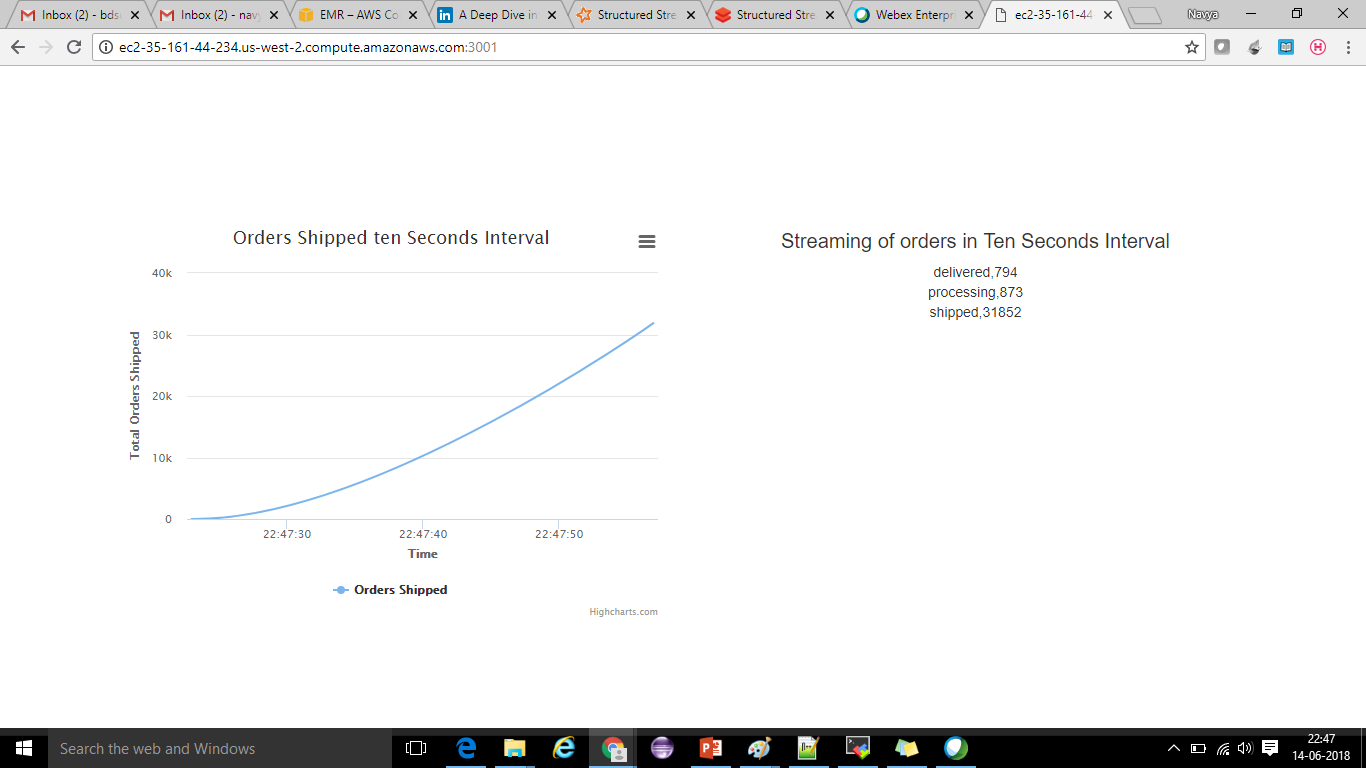 Inbox (2) - bds
Inbox (2) - nav
EMR – AWS Co
A Deep Dive in
Structured Stre
Structured Stre
Webex Enterpr
ec2-35-161-44
Navya
ec2-35-161-44-234.us-west-2.compute.amazonaws.com:3001
Orders Shipped ten Seconds Interval
40k
30k
20k
10k
0
Total Orders Shipped
22:47:30 22:47:40 22:47:50
Time
Orders Shipped
Highcharts.com
Streaming of orders in Ten Seconds Interval
delivered,794
processing,873
shipped,31852
Search the web and Windows
22:47
14-06-2018